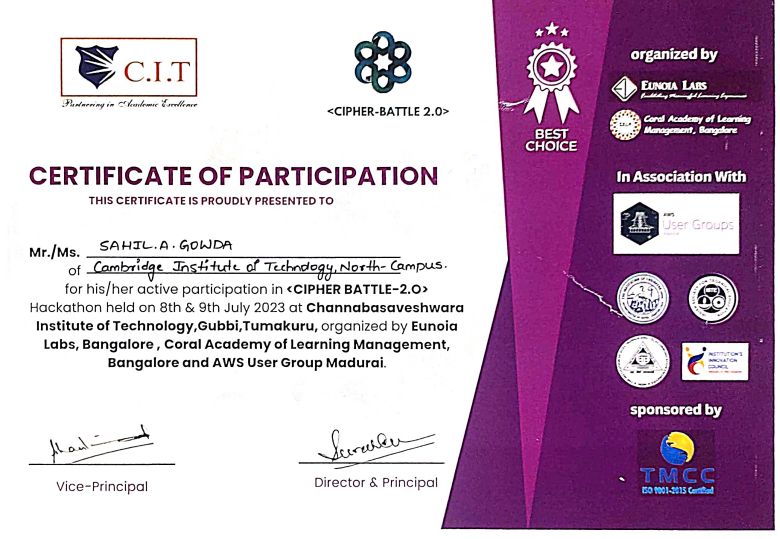 C.I.T
Partnering in Academic Excellence
<CIPHER-BATTLE 2.0>
CERTIFICATE OF PARTICIPATION
THIS CERTIFICATE IS PROUDLY PRESENTED TO
Mr./Ms. SAHIL.A.GOWDA
of Cambridge Institute of Technology, North-Campus.
for his/her active participation in <CIPHER BATTLE-2.O>
Hackathon held on 8th & 9th July 2023 at Channabasaveshwara
Institute of Technology,Gubbi,Tumakuru, organized by Eunoia
Labs, Bangalore , Coral Academy of Learning Management,
Bangalore and AWS User Group Madurai.
Vice-Principal
Director & Principal
BEST
CHOICE
organized by
EUNOIA LABS
Coral Academy of Learning
Management, Bangalore
In Association With
AWS
User Groups
INSTITUTION'S
INNOVATION
COUNCIL
sponsored by
TMCC
ISO 9001-2015 Certified